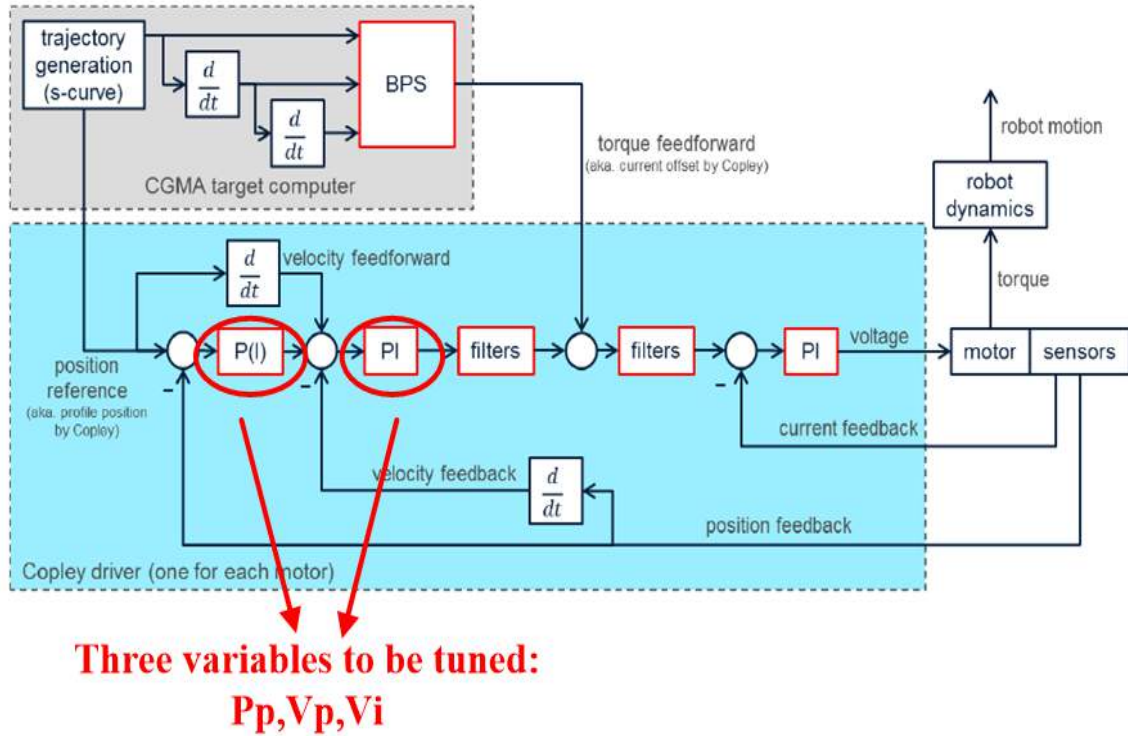 trajectory
generation
(s-curve)
d
dt
d
dt
BPS
CGMA target computer
torque feedforward
(aka. current offset by Copley)
robot motion
robot
dynamics
torque
d
dt
velocity feedforward
position
reference
(aka. profile position
by Copley)
-
P(I)
-
PI
filters
filters
-
PI
voltage
motor
sensors
current feedback
velocity feedback
d
dt
position feedback
Copley driver (one for each motor)
Three variables to be tuned:
Pp,Vp,Vi